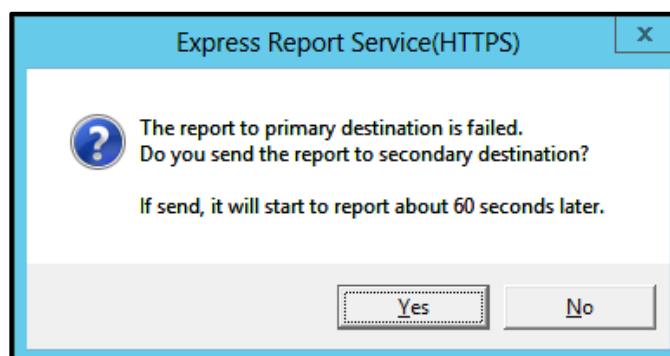 Express Report Service(HTTPS)
x
The report to primary destination is failed.
Do you send the report to secondary destination?
If send, it will start to report about 60 seconds later.
Yes
No